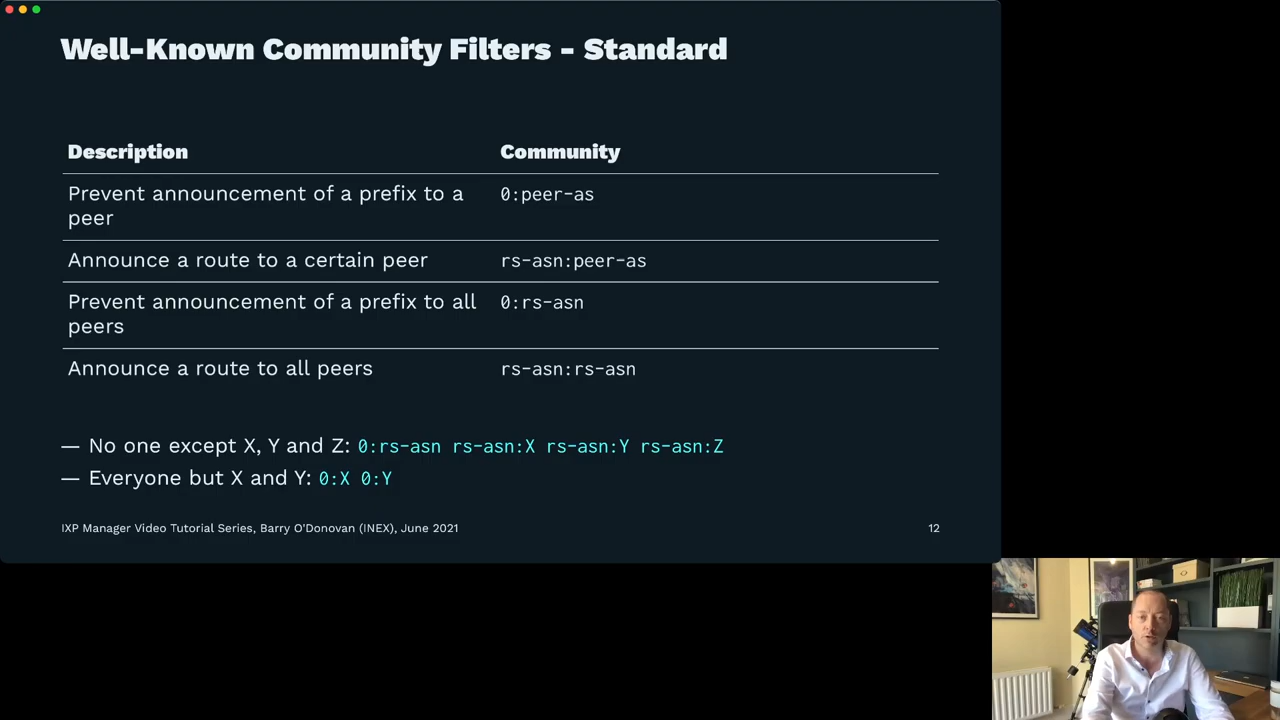 Well-Known Community Filters - Standard
Description Community
Prevent announcement of a prefix to a 0:peer-as
peer
Announce a route to a certain peer rs-asn:peer-as
Prevent announcement of a prefix to all 0:rs-asn
peers
Announce a route to all peers rs-asn:rs-asn
— No one except X, Y and Z: 0:rs-asn rs-asn:X rs-asn:Y rs-asn:Z
— Everyone but X and Y: 0:X 0:Y
IXP Manager Video Tutorial Series, Barry O'Donovan (INEX), June 2021 12